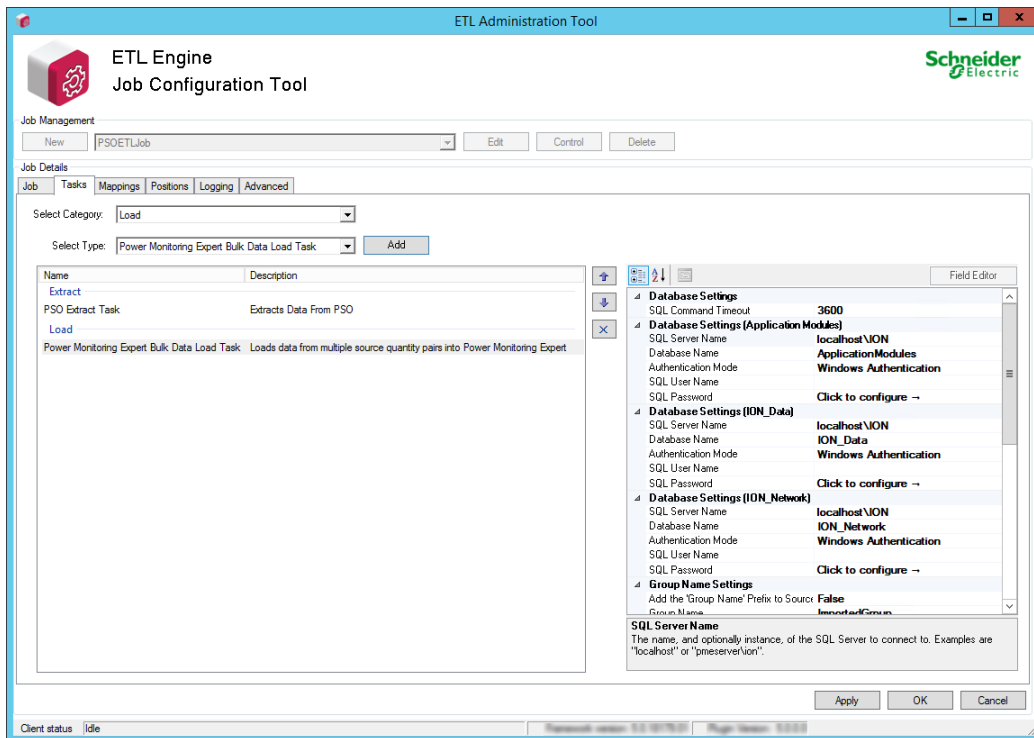 ETL Administration Tool
ETL Engine
Job Configuration Tool
Schneider
Electric
Job Management
New PSOETLJob Edit Control Delete
Job Details
Job Tasks Mappings Positions Logging Advanced
Select Category: Load
Select Type: Power Monitoring Expert Bulk Data Load Task Add
Name Description
Extract
PSO Extract Task Extracts Data From PSO
Load
Power Monitoring Expert Bulk Data Load Task Loads data from multiple source quantity pairs into Power Monitoring Expert
Field Editor
Database Settings
SQL Command Timeout 3600
Database Settings (Application Modules)
SQL Server Name localhost\ION
Database Name ApplicationModules
Authentication Mode Windows Authentication
SQL User Name
SQL Password Click to configure →
Database Settings (ION_Data)
SQL Server Name localhost\ION
Database Name ION_Data
Authentication Mode Windows Authentication
SQL User Name
SQL Password Click to configure →
Database Settings (ION_Network)
SQL Server Name localhost\ION
Database Name ION_Network
Authentication Mode Windows Authentication
SQL User Name
SQL Password Click to configure →
Group Name Settings
Add the 'Group Name' Prefix to Source False
Group Name ImportedGroup
SQL Server Name
The name, and optionally instance, of the SQL Server to connect to. Examples are
"localhost" or "pmeserver\ion".
Apply OK Cancel
Client status Idle